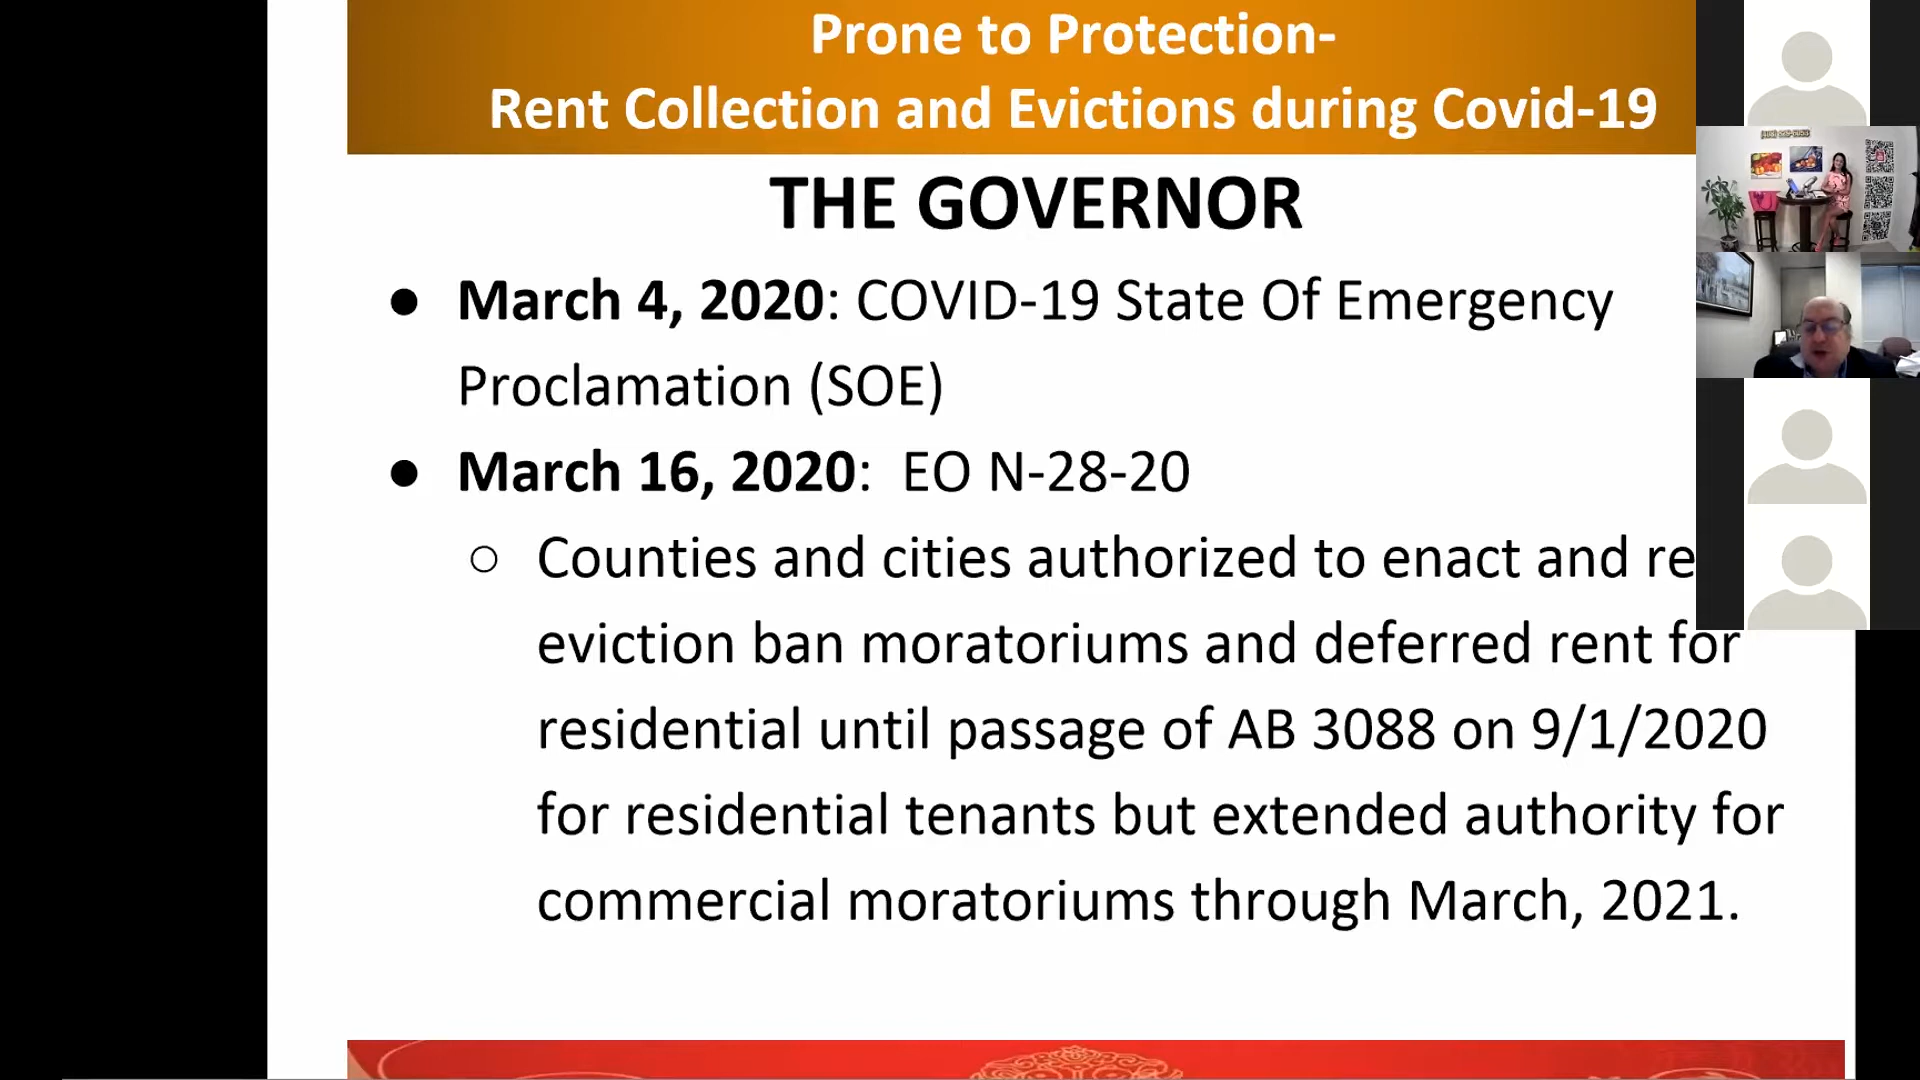 Prone to Protection-
Rent Collection and Evictions during Covid-19
THE GOVERNOR
● March 4, 2020: COVID-19 State Of Emergency
Proclamation (SOE)
● March 16, 2020:  EO N-28-20
○ Counties and cities authorized to enact and re
eviction ban moratoriums and deferred rent for
residential until passage of AB 3088 on 9/1/2020
for residential tenants but extended authority for
commercial moratoriums through March, 2021.